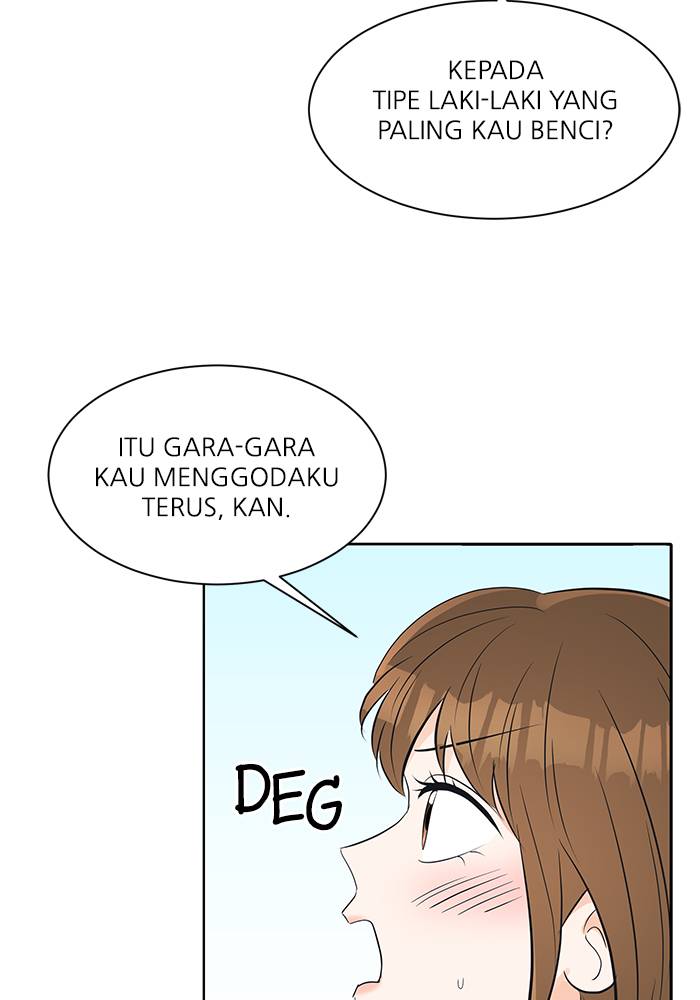 KEPADA
TIPE LAKI-LAKI YANG
PALING KAU BENCI?
ITU GARA-GARA
KAU MENGGODAKU
TERUS, KAN.
DEG